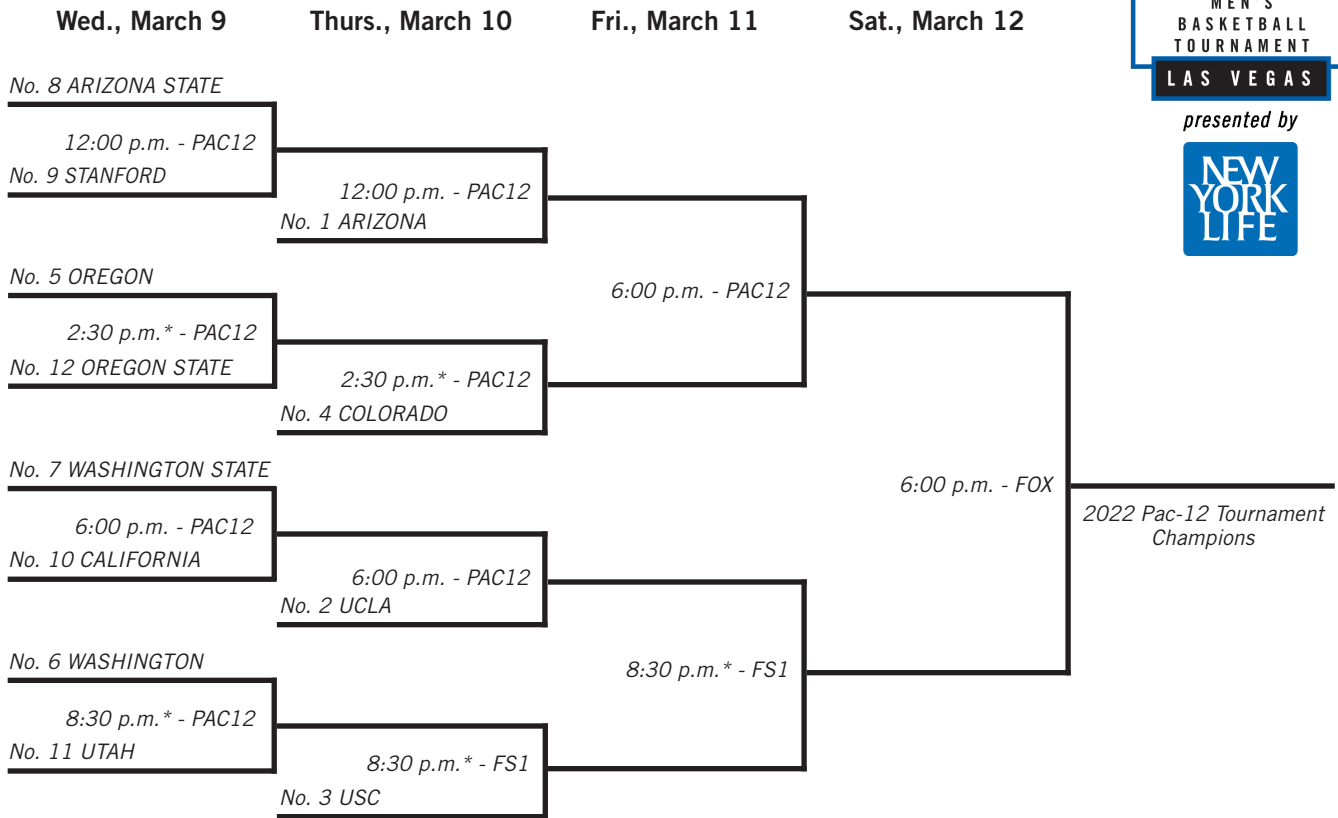 Wed., March 9
Thurs., March 10
Fri., March 11
Sat., March 12
MEN'S
BASKETBALL
TOURNAMENT
LAS VEGAS
presented by
NEW
YORK
LIFE
No. 8 ARIZONA STATE
12:00 p.m. - PAC12
No. 9 STANFORD
12:00 p.m. - PAC12
No. 1 ARIZONA
No. 5 OREGON
2:30 p.m.* - PAC12
No. 12 OREGON STATE
2:30 p.m.* - PAC12
No. 4 COLORADO
6:00 p.m. - PAC12
No. 7 WASHINGTON STATE
6:00 p.m. - PAC12
No. 10 CALIFORNIA
6:00 p.m. - PAC12
No. 2 UCLA
No. 6 WASHINGTON
8:30 p.m.* - PAC12
No. 11 UTAH
8:30 p.m.* - FS1
No. 3 USC
8:30 p.m.* - FS1
6:00 p.m. - FOX
2022 Pac-12 Tournament
Champions